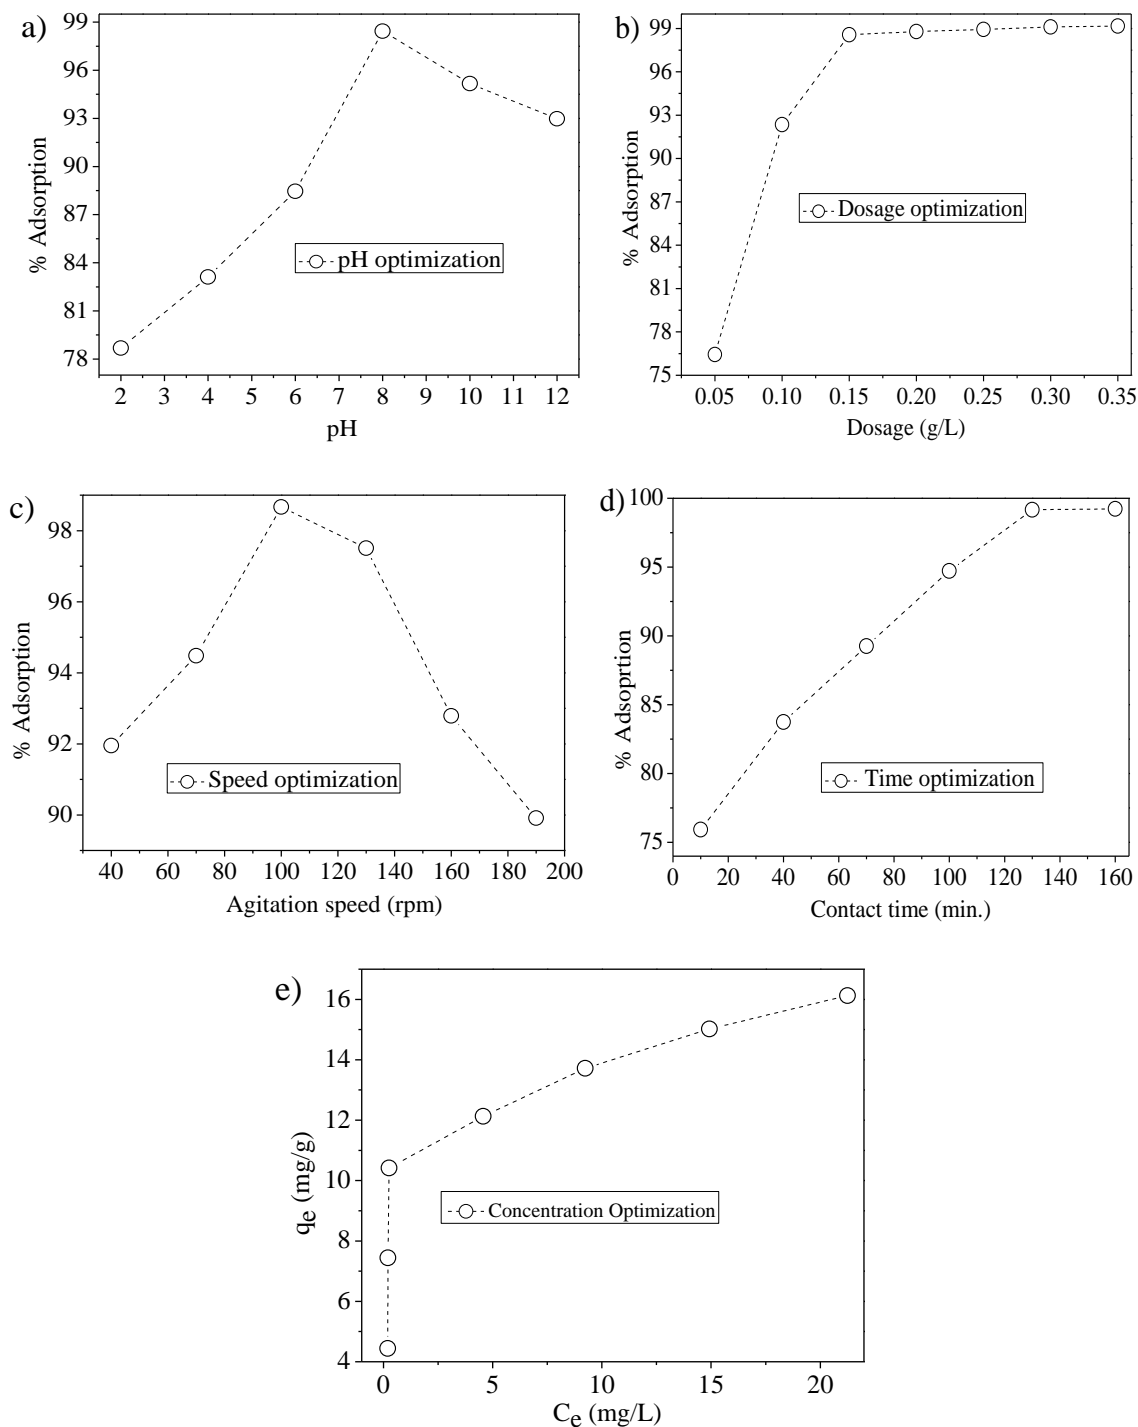 a)
99
96
93
90
87
84
81
78
% Adsorption
pH optimization
2 3 4 5 6 7 8 9 10 11 12
pH
b)
99
96
93
90
87
84
81
78
75
% Adsorption
Dosage optimization
0.05 0.10 0.15 0.20 0.25 0.30 0.35
Dosage (g/L)
c)
98
96
94
92
90
% Adsorption
Speed optimization
40 60 80 100 120 140 160 180 200
Agitation speed (rpm)
d)
100
95
90
85
80
75
% Adsoprtion
Time optimization
0 20 40 60 80 100 120 140 160
Contact time (min.)
e)
16
14
12
10
8
6
4
qe (mg/g)
Concentration Optimization
0 5 10 15 20
Ce (mg/L)